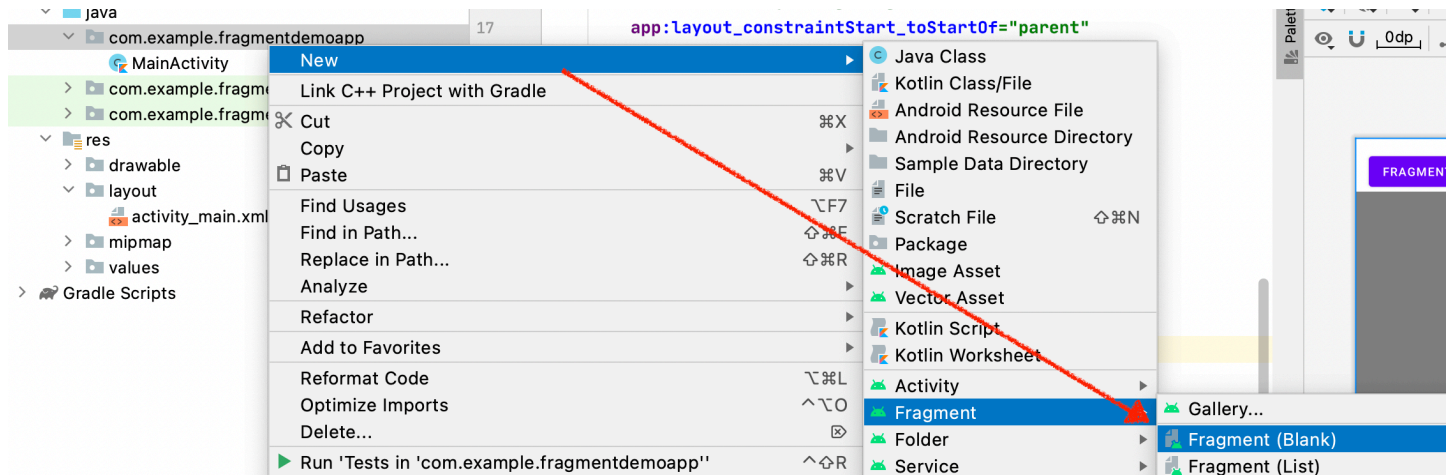 java
com.example.fragmentdemoapp
MainActivity
com.example.fragme
com.example.fragme
res
drawable
layout
activity_main.xml
mipmap
values
Gradle Scripts
17
app:layout_constraintStart_toStartOf="parent"
New
Link C++ Project with Gradle
Cut ⌘X
Copy
Paste ⌘V
Find Usages ⌥F7
Find in Path... ⇧⌘F
Replace in Path... ⇧⌘R
Analyze
Refactor
Add to Favorites
Reformat Code ⌥⌘L
Optimize Imports ^⌥O
Delete... ⌦
Run 'Tests in 'com.example.fragmentdemoapp'' ^⇧R
Java Class
Kotlin Class/File
Android Resource File
Android Resource Directory
Sample Data Directory
File
Scratch File ⇧⌘N
Package
Image Asset
Vector Asset
Kotlin Script
Kotlin Worksheet
Activity
Fragment
Folder
Service
Gallery...
Fragment (Blank)
Fragment (List)
Palett
0dp
FRAGMENT